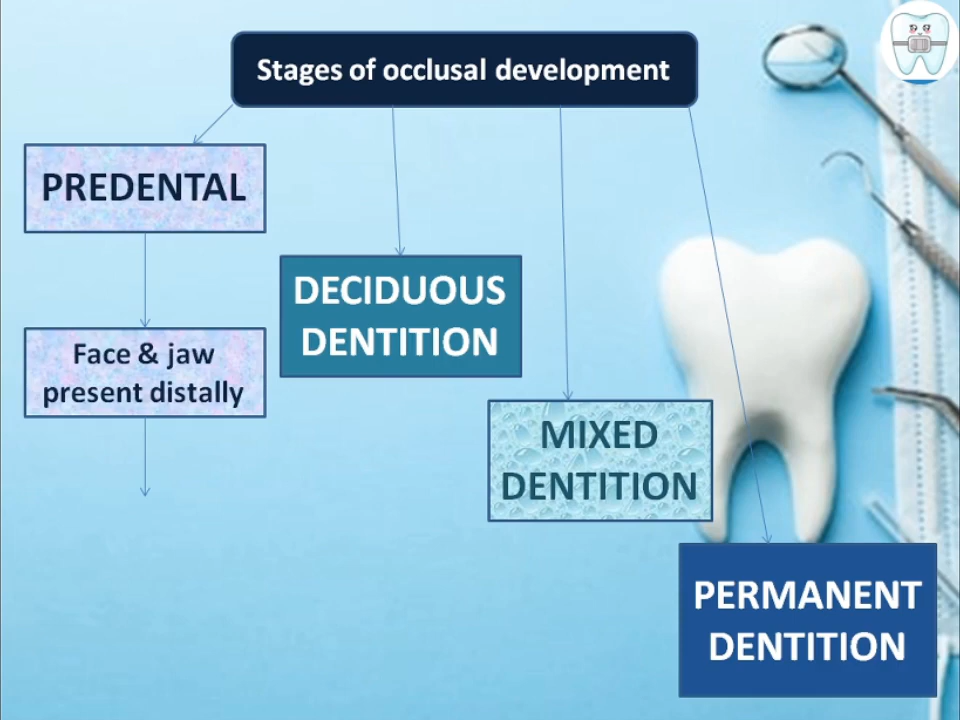 Stages of occlusal development
PREDENTAL
DECIDUOUS
DENTITION
Face & jaw
present distally
MIXED
DENTITION
PERMANENT
DENTITION